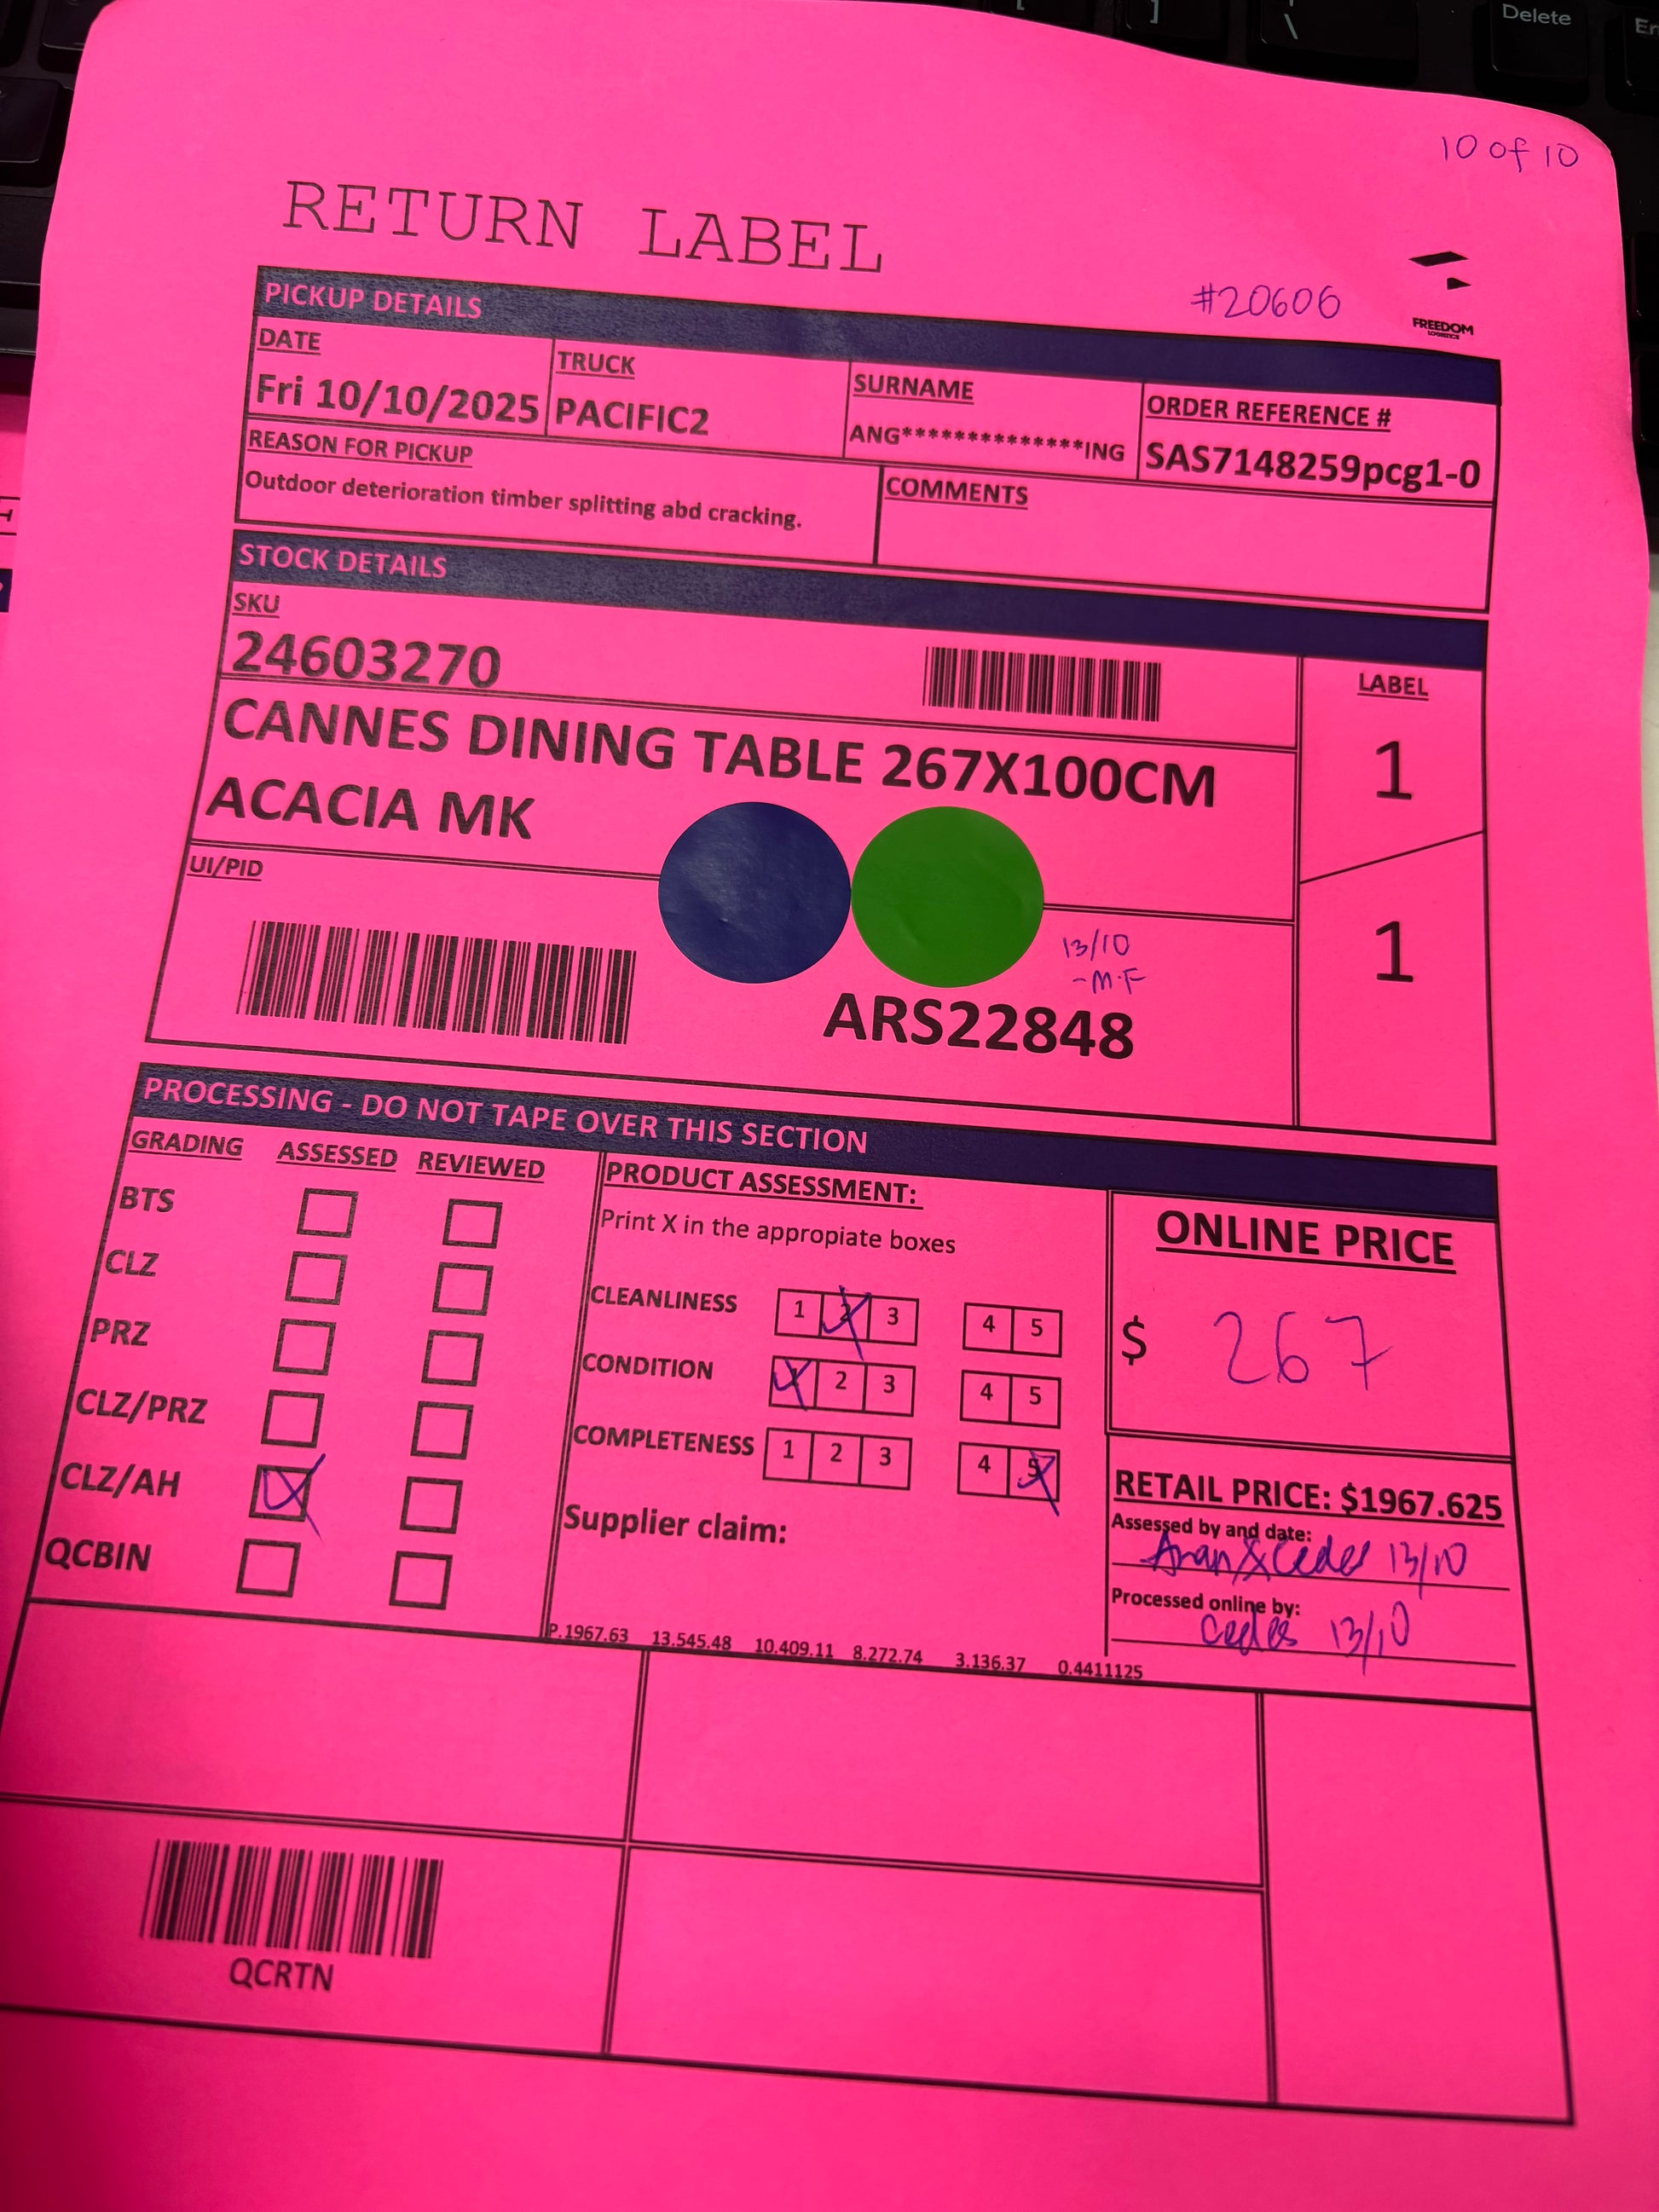 [
]
\
Delete
10 of 10
RETURN LABEL
#20606
FREEDOM
LOGISTICS
PICKUP DETAILS
DATE
Fri 10/10/2025
TRUCK
PACIFIC2
SURNAME
ANG**************ING
ORDER REFERENCE #
SAS7148259pcg1-0
REASON FOR PICKUP
Outdoor deterioration timber splitting abd cracking.
COMMENTS
STOCK DETAILS
SKU
24603270
LABEL
1
1
CANNES DINING TABLE 267X100CM
ACACIA MK
UI/PID
13/10
-M.F
ARS22848
PROCESSING - DO NOT TAPE OVER THIS SECTION
GRADING ASSESSED REVIEWED
BTS
CLZ
PRZ
CLZ/PRZ
CLZ/AH X
QCBIN
PRODUCT ASSESSMENT:
Print X in the appropiate boxes
CLEANLINESS 1 2 3 4 5
CONDITION 1 2 3 4 5
COMPLETENESS 1 2 3 4 5
Supplier claim:
P.1967.63 13.545.48 10.409.11 8.272.74 3.136.37 0.4411125
ONLINE PRICE
$ 267
RETAIL PRICE: $1967.625
Assessed by and date:
Aran & Cedes 13/10
Processed online by:
Cedes 13/10
QCRTN